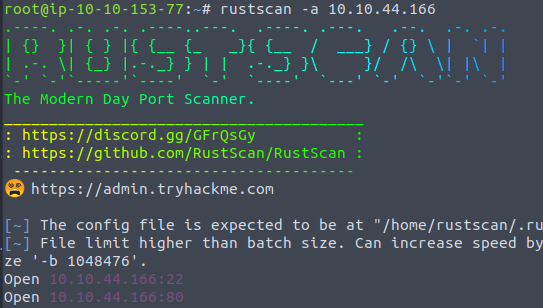 root@ip-10-10-153-77:~# rustscan -a 10.10.44.166
.----. .-. .-. .----..---.  .----. .---.   .--.  .-. .-.
| {}  }| { } |{ {__ {_   _}{ {__  /  ___} / {} \ |  `| |
| .-. \| {_} |.-._} } | |  .-._} }\     }/  /\  \| |\  |
`-' `-'`-----'`----'  `-'  `----'  `---' `-'  `-'`-' `-'
The Modern Day Port Scanner.
________________________________________
: https://discord.gg/GFrQsGy           :
: https://github.com/RustScan/RustScan :
 --------------------------------------
😵 https://admin.tryhackme.com
[~] The config file is expected to be at "/home/rustscan/.ru
[~] File limit higher than batch size. Can increase speed by
ze '-b 1048476'.
Open 10.10.44.166:22
Open 10.10.44.166:80